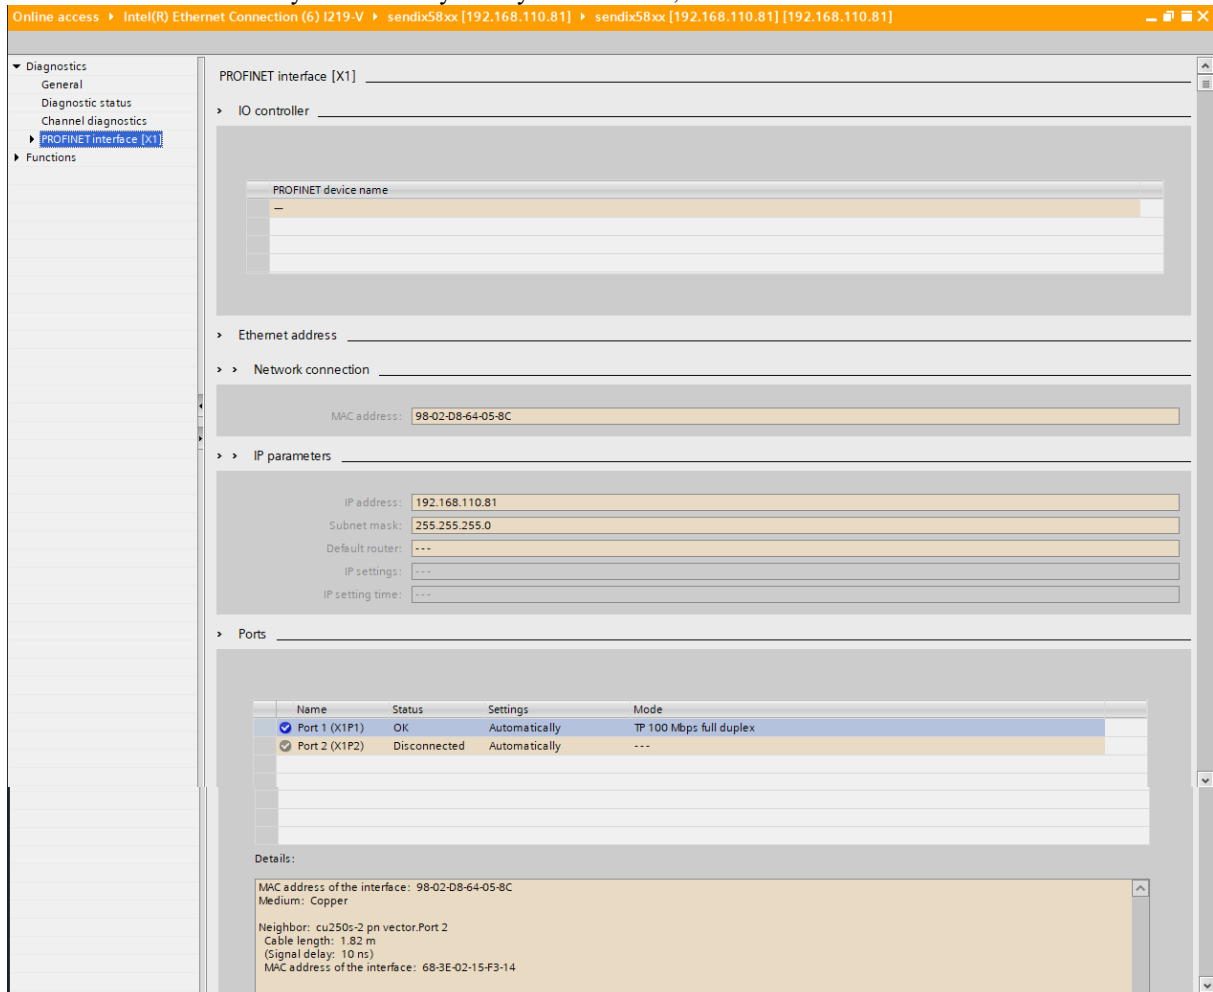 Online access ▸ Intel(R) Ethernet Connection (6) I219-V ▸ sendix58xx [192.168.110.81] ▸ sendix58xx [192.168.110.81] [192.168.110.81]
Diagnostics
General
Diagnostic status
Channel diagnostics
PROFINET interface [X1]
Functions
PROFINET interface [X1]
IO controller
PROFINET device name
—
Ethernet address
Network connection
MAC address: 98-02-D8-64-05-8C
IP parameters
IP address: 192.168.110.81
Subnet mask: 255.255.255.0
Default router: ---
IP settings: ---
IP setting time: ---
Ports
Name Status Settings Mode
Port 1 (X1P1) OK Automatically TP 100 Mbps full duplex
Port 2 (X1P2) Disconnected Automatically ---
Details:
MAC address of the interface: 98-02-D8-64-05-8C
Medium: Copper
Neighbor: cu250s-2 pn vector.Port 2
Cable length: 1.82 m
(Signal delay: 10 ns)
MAC address of the interface: 68-3E-02-15-F3-14